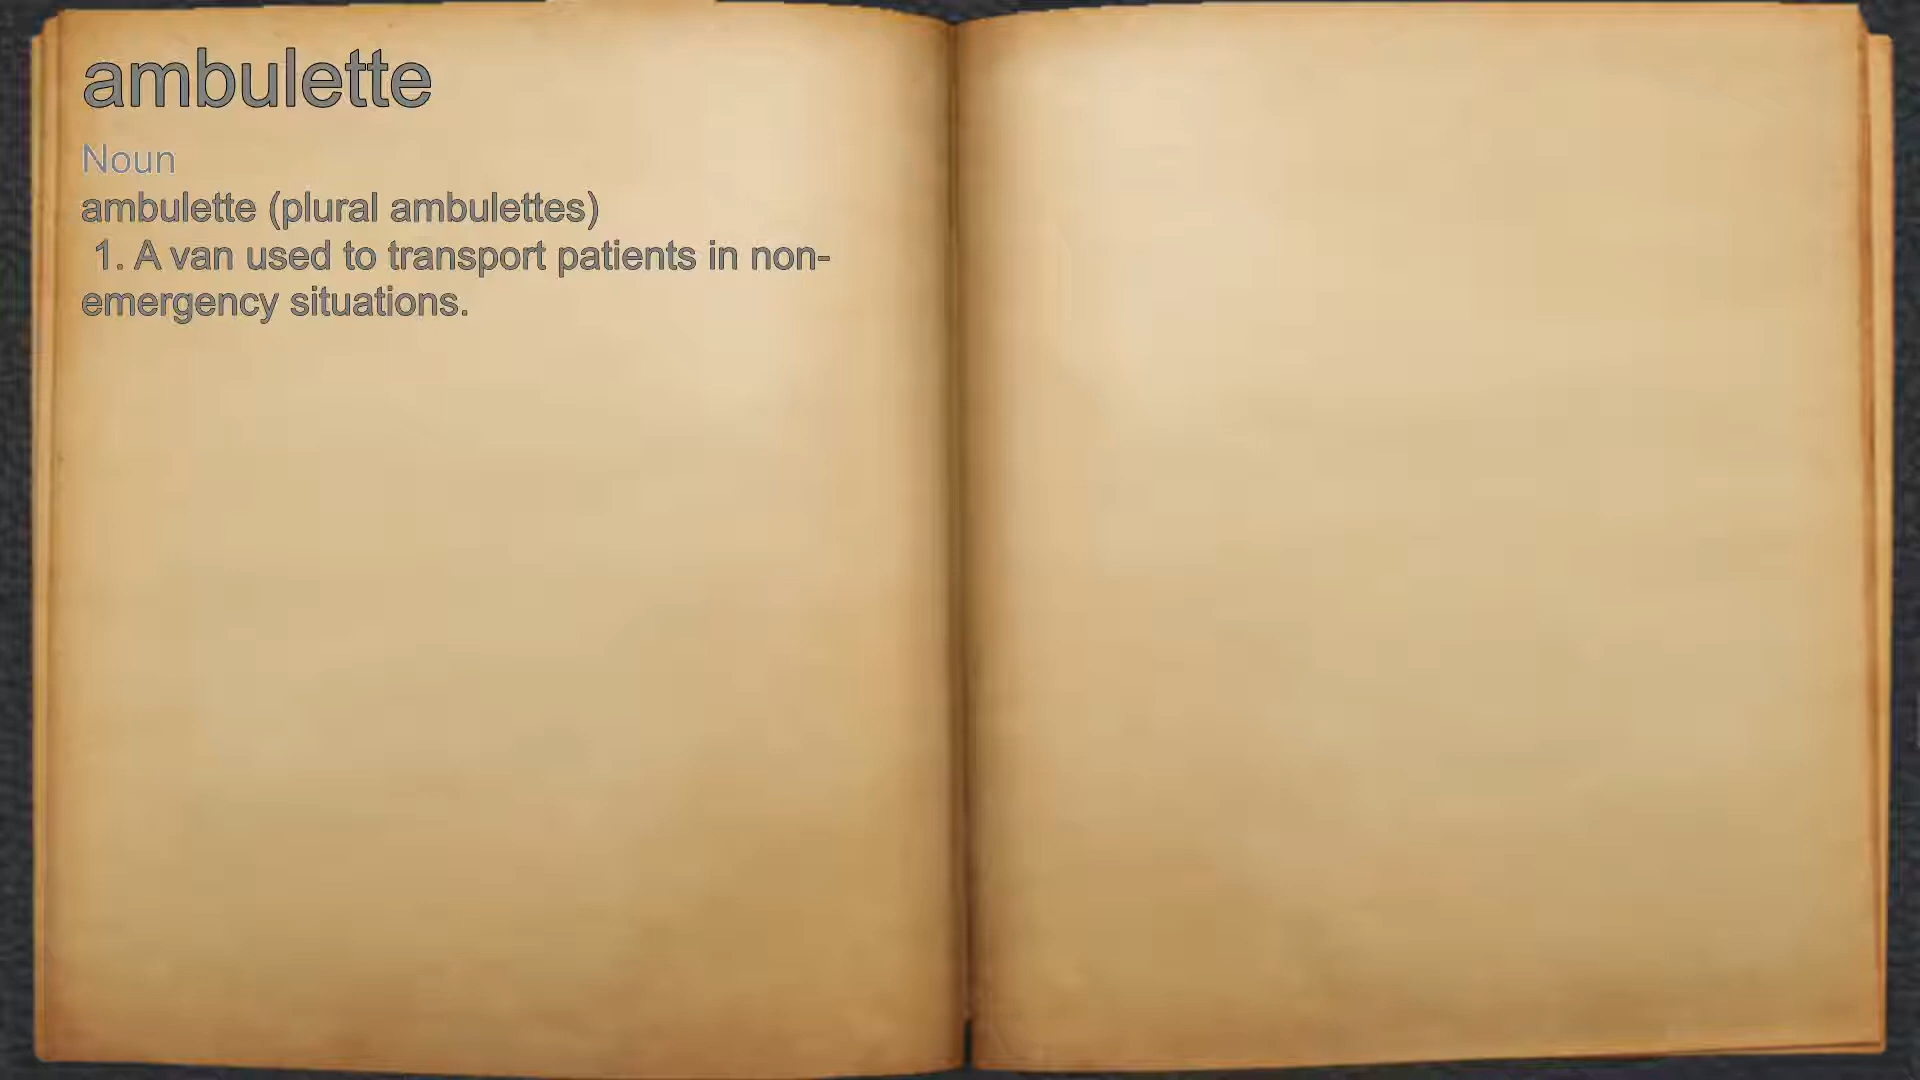 ambulette
Noun
ambulette (plural ambulettes)
1. A van used to transport patients in non-
emergency situations.